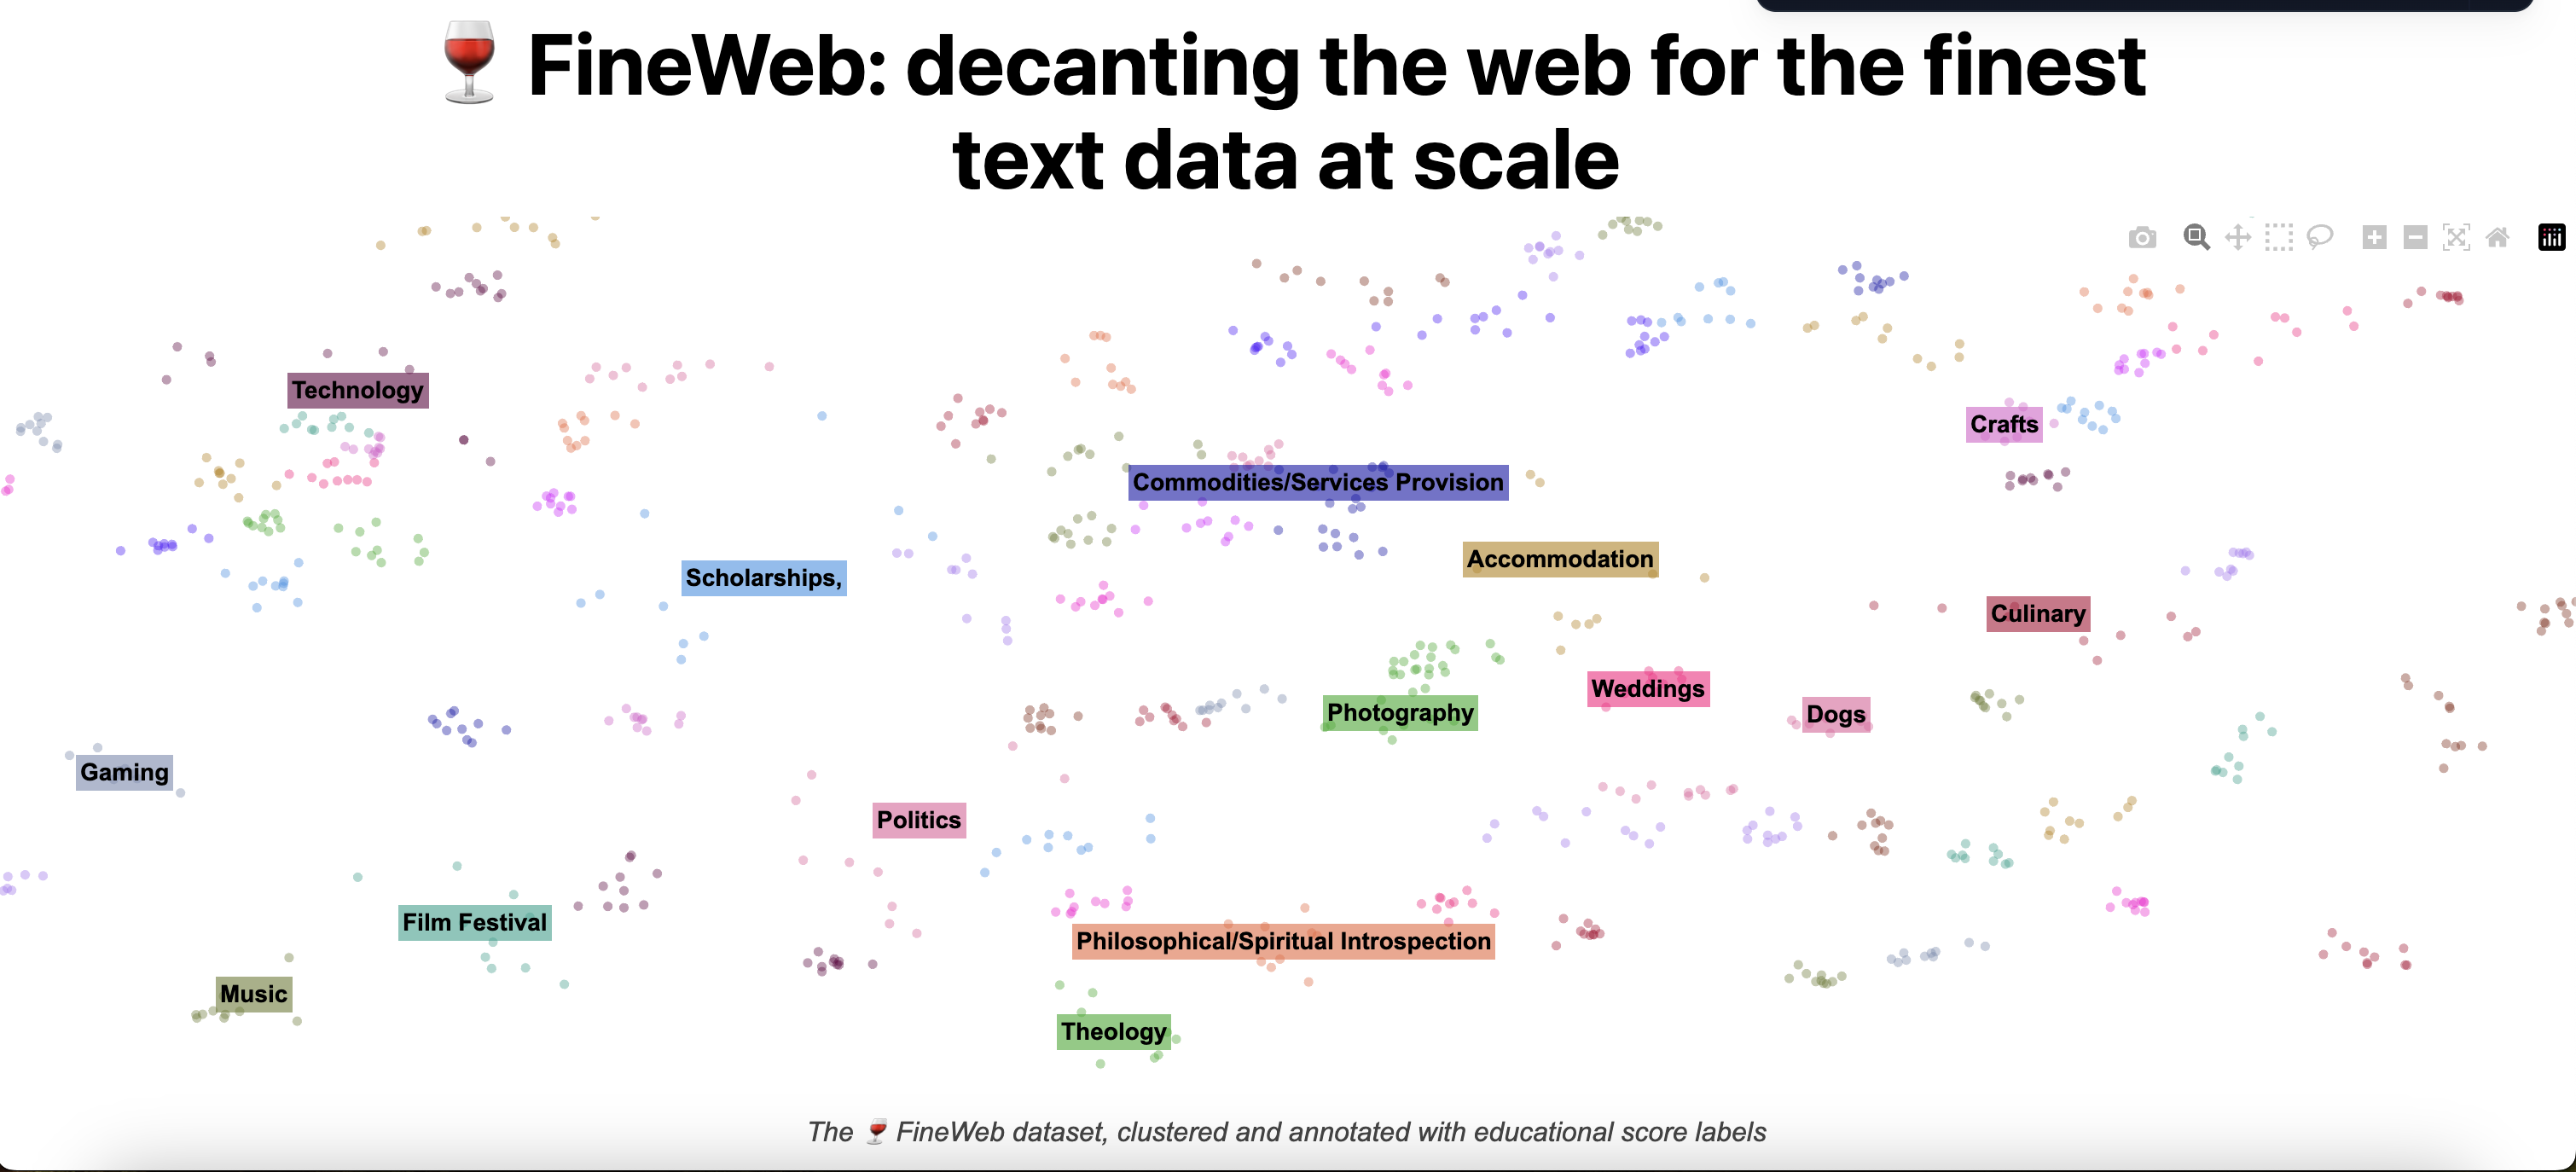 FineWeb: decanting the web for the finest
text data at scale
Technology
Crafts
Commodities/Services Provision
Accommodation
Scholarships,
Culinary
Weddings
Photography
Dogs
Gaming
Politics
Film Festival
Philosophical/Spiritual Introspection
Music
Theology
The 🍷 FineWeb dataset, clustered and annotated with educational score labels